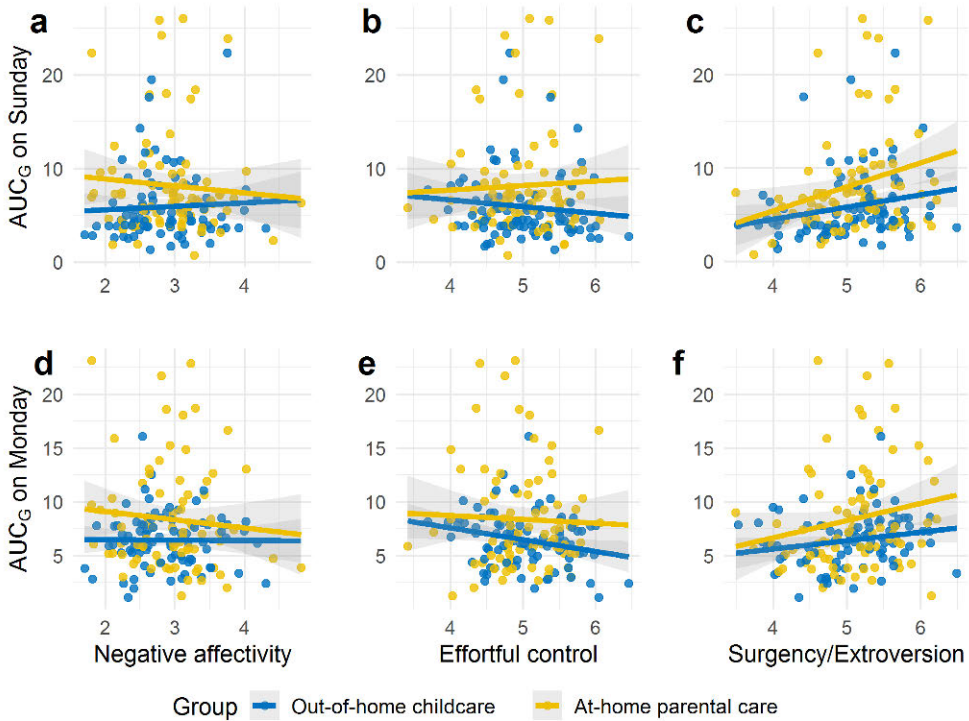 a b c
AUC_G on Sunday
20
10
0
2 3 4
20
10
0
4 5 6
20
10
0
4 5 6
d e f
AUC_G on Monday
20
15
10
5
2 3 4
20
15
10
5
4 5 6
20
15
10
5
4 5 6
Negative affectivity Effortful control Surgency/Extroversion
Group Out-of-home childcare At-home parental care